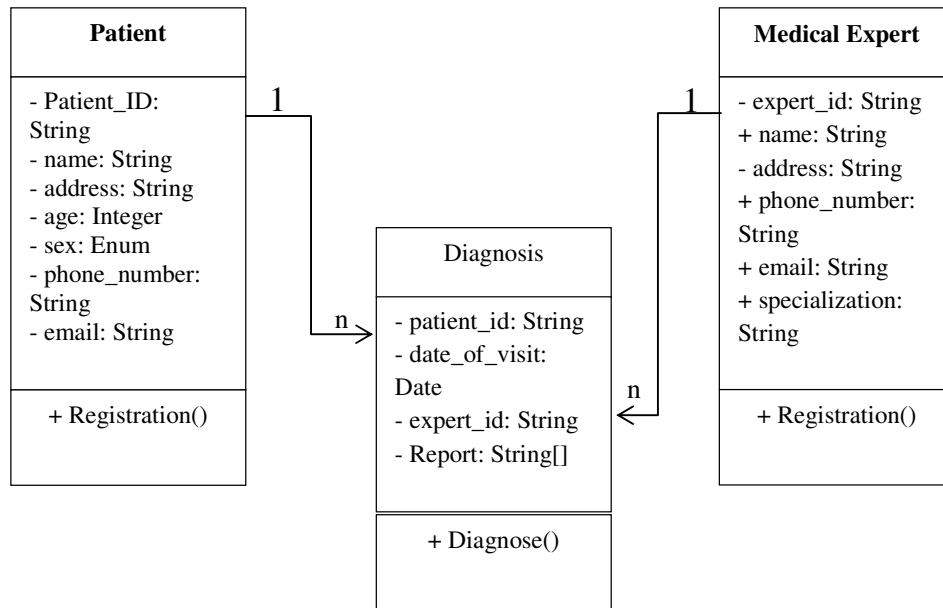 Patient
- Patient_ID:
String
- name: String
- address: String
- age: Integer
- sex: Enum
- phone_number:
String
- email: String
+ Registration()
1
n
Diagnosis
- patient_id: String
- date_of_visit:
Date
- expert_id: String
- Report: String[]
+ Diagnose()
1
n
Medical Expert
- expert_id: String
+ name: String
- address: String
+ phone_number:
String
+ email: String
+ specialization:
String
+ Registration()